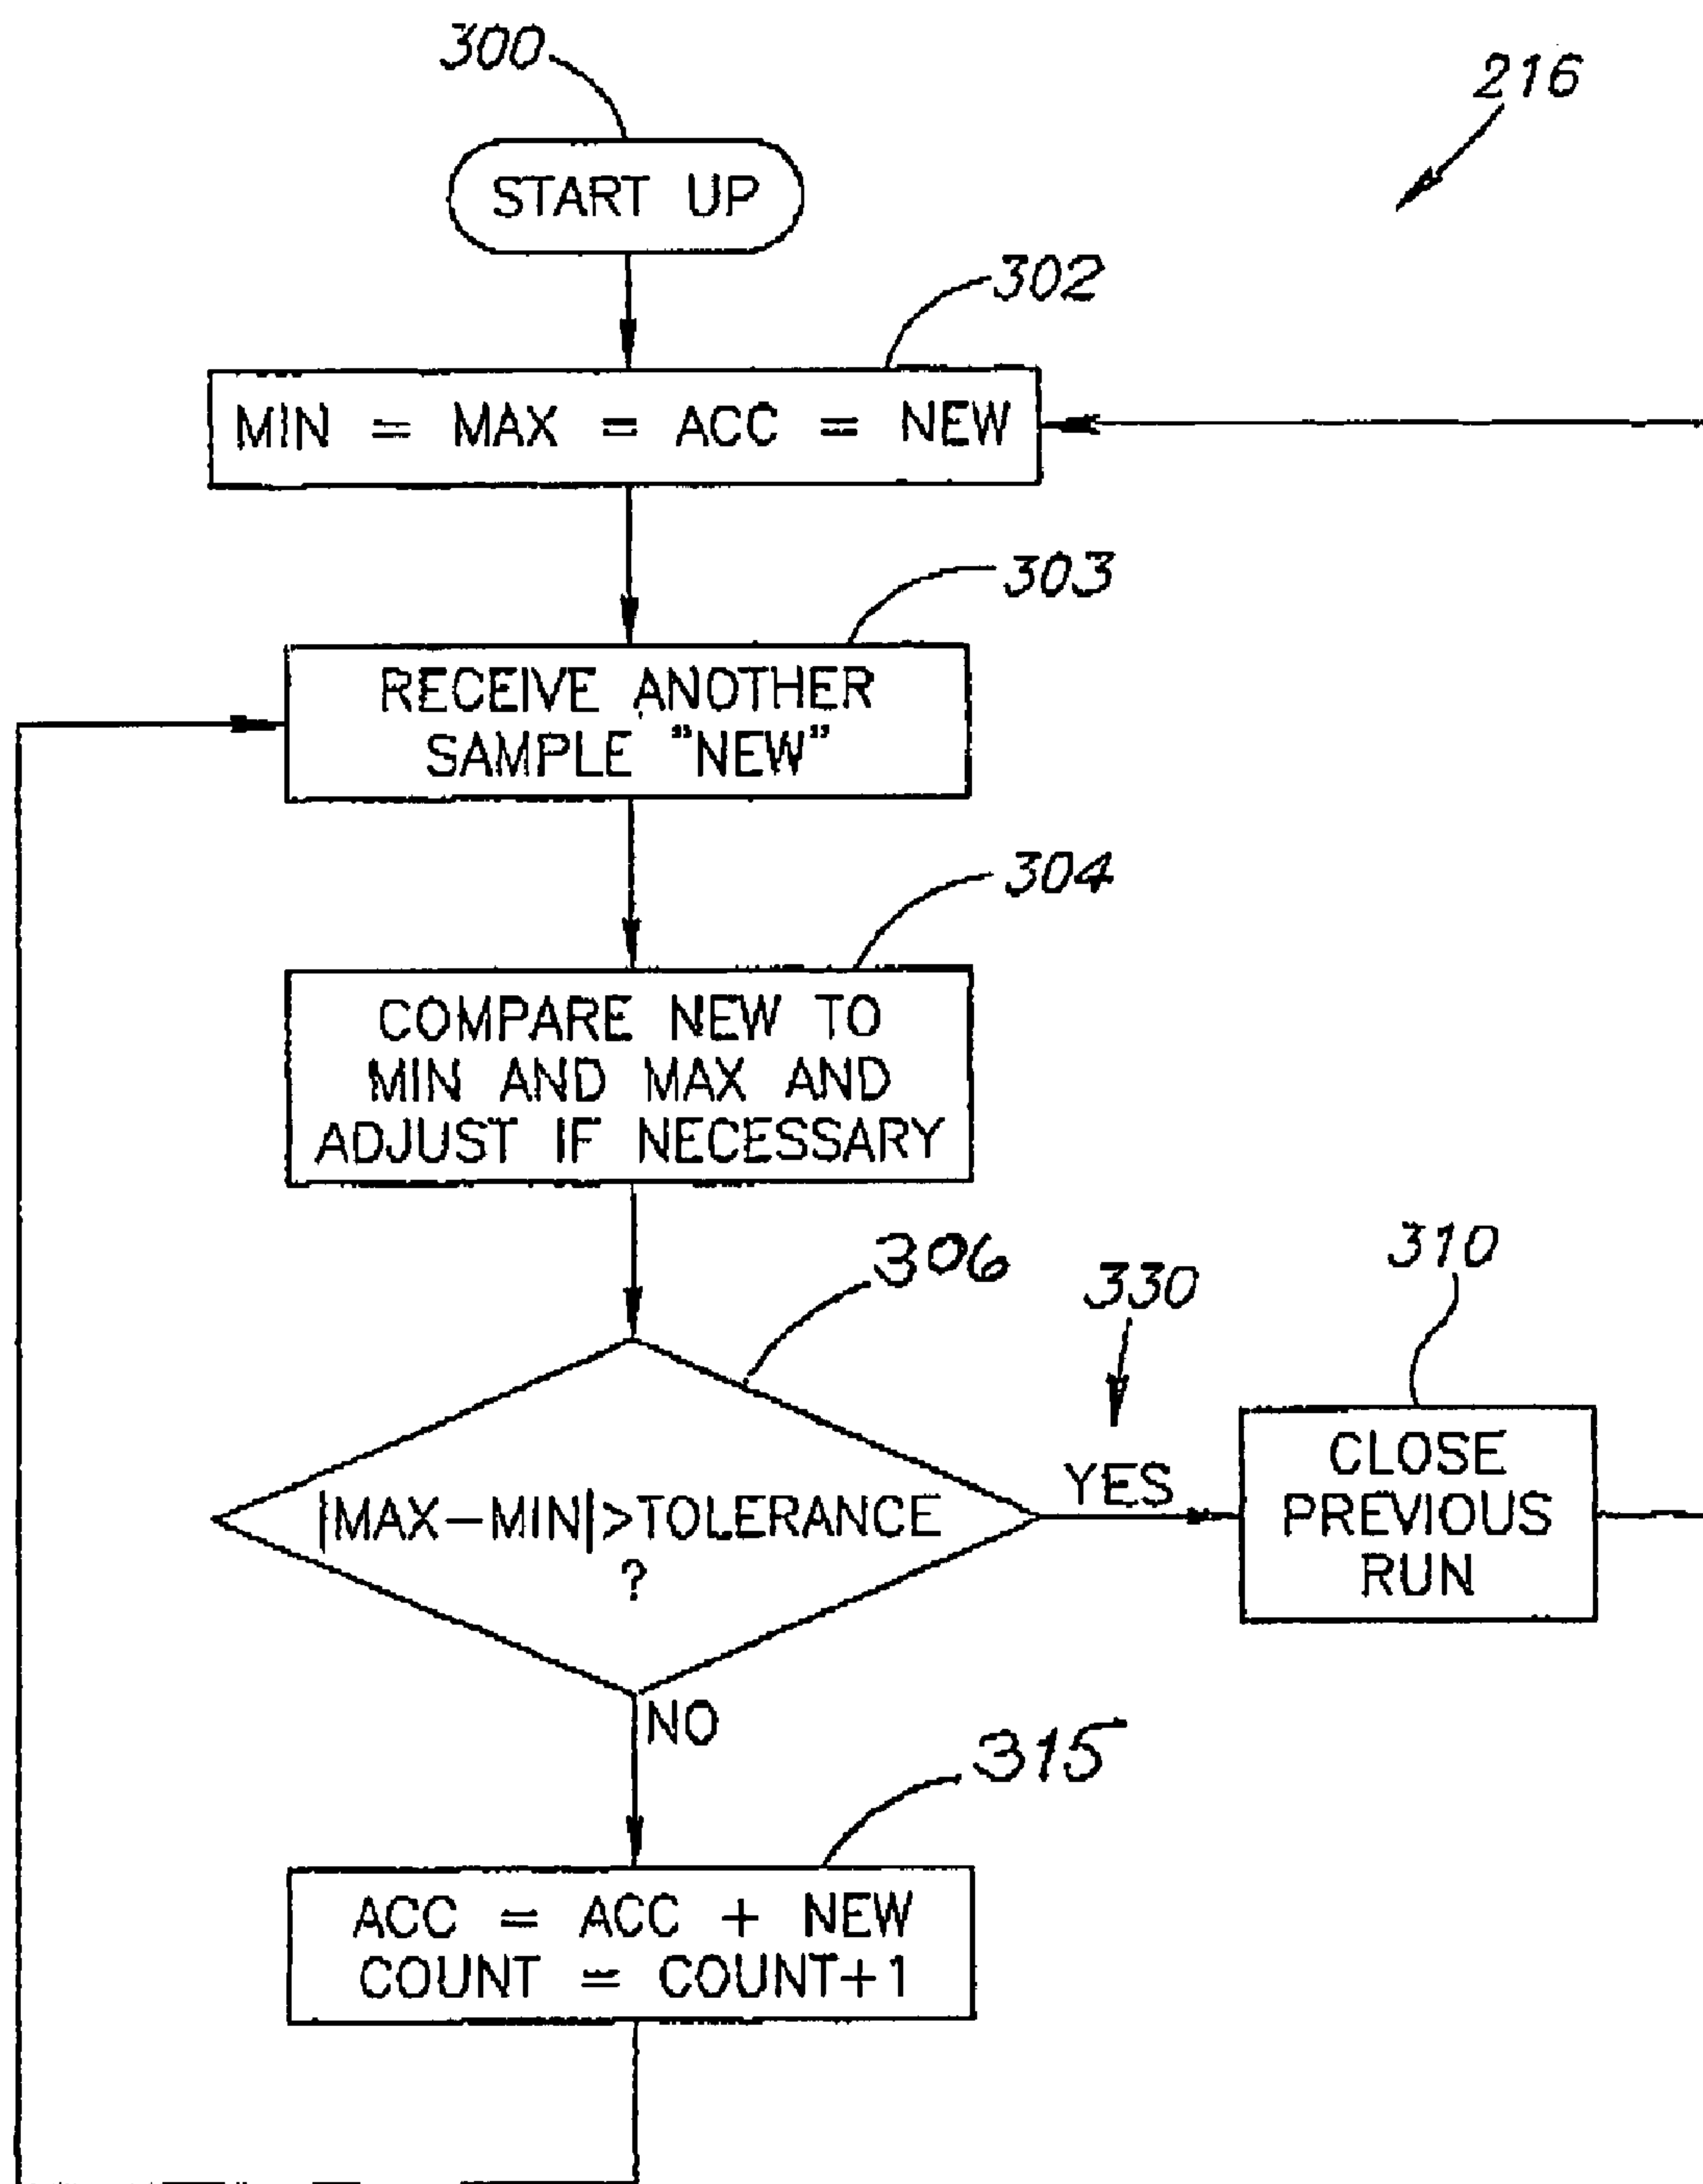 300
216
START UP
302
MIN = MAX = ACC = NEW
303
RECEIVE ANOTHER
SAMPLE "NEW"
304
COMPARE NEW TO
MIN AND MAX AND
ADJUST IF NECESSARY
306
330
310
|MAX-MIN|>TOLERANCE
?
YES
CLOSE
PREVIOUS
RUN
NO
315
ACC = ACC + NEW
COUNT = COUNT+1